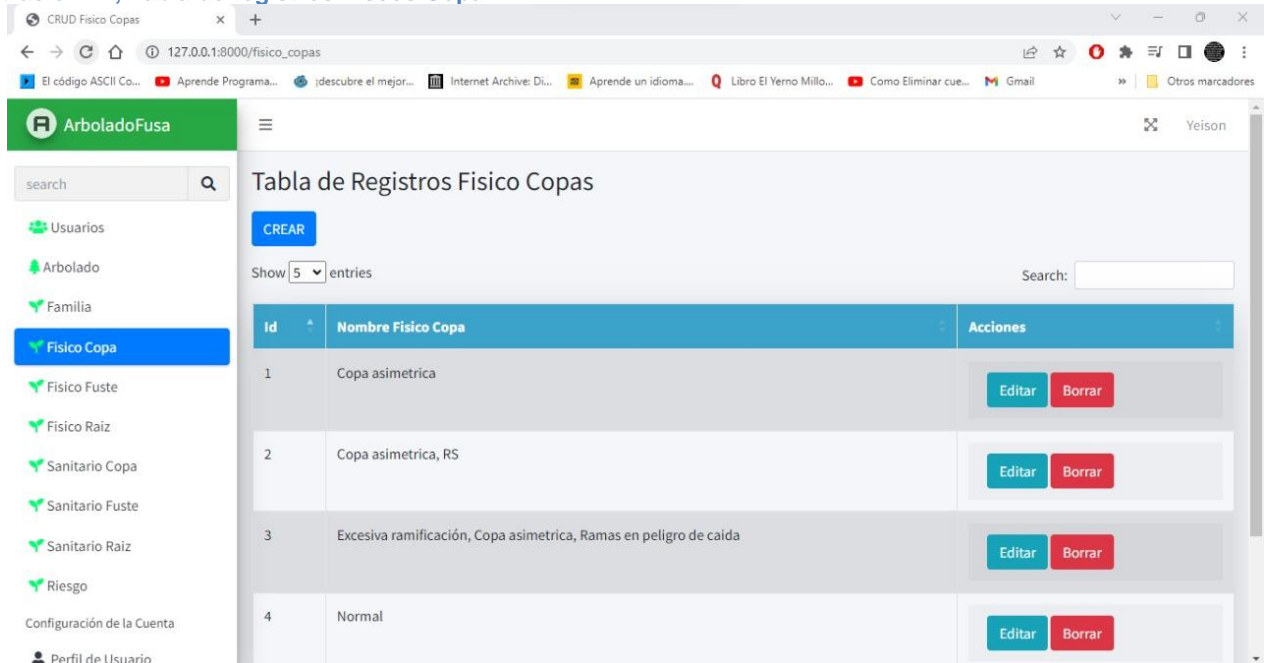 CRUD Fisico Copas
127.0.0.1:8000/fisico_copas
El código ASCII Co... Aprende Programa... ¡descubre el mejor... Internet Archive: Di... Aprende un idioma.... Libro El Yerno Millo... Como Eliminar cue... Gmail » Otros marcadores
ArboladoFusa
Yeison
search
Usuarios
Arbolado
Familia
Fisico Copa
Fisico Fuste
Fisico Raiz
Sanitario Copa
Sanitario Fuste
Sanitario Raiz
Riesgo
Configuración de la Cuenta
Perfil de Usuario
Tabla de Registros Fisico Copas
CREAR
Show 5 entries
Search:
Id Nombre Fisico Copa Acciones
1 Copa asimetrica Editar Borrar
2 Copa asimetrica, RS Editar Borrar
3 Excesiva ramificación, Copa asimetrica, Ramas en peligro de caida Editar Borrar
4 Normal Editar Borrar